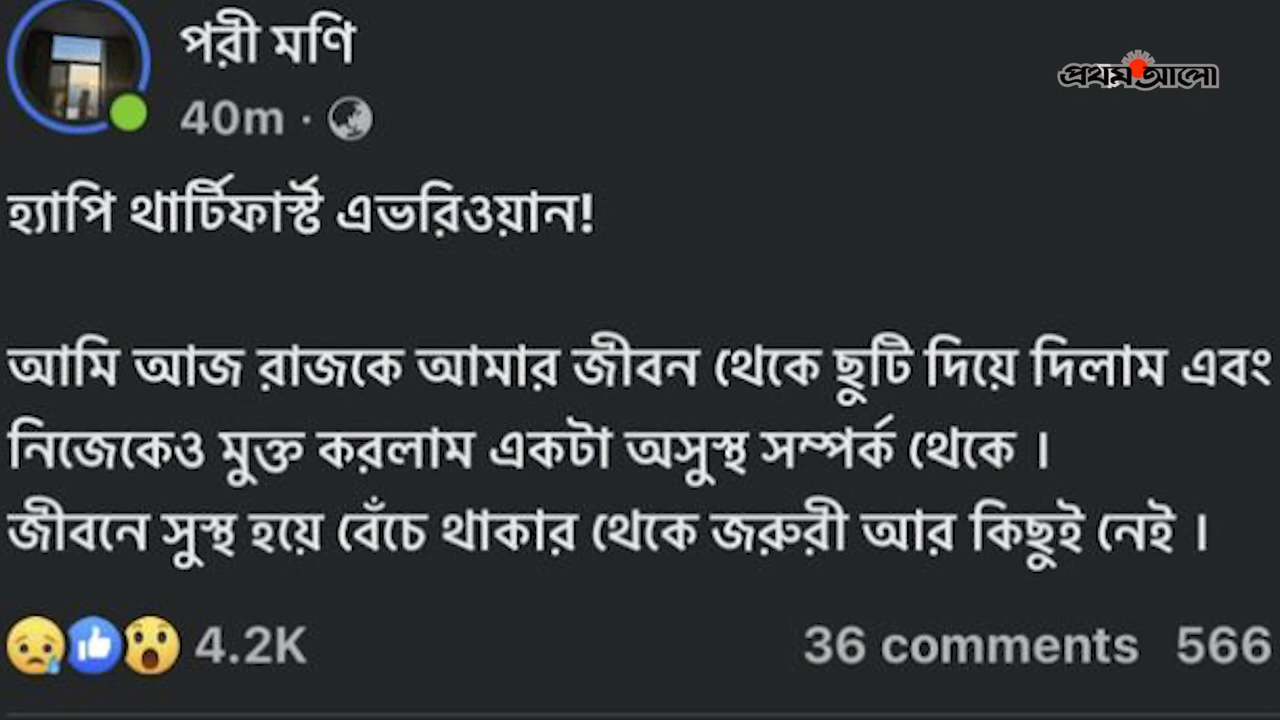 পরী মণি
প্রথম আলো
40m ·
হ্যাপি থার্টিফার্স্ট এভরিওয়ান!
আমি আজ রাজকে আমার জীবন থেকে ছুটি দিয়ে দিলাম এবং
নিজেকেও মুক্ত করলাম একটা অসুস্থ সম্পর্ক থেকে ।
জীবনে সুস্থ হয়ে বেঁচে থাকার থেকে জরুরী আর কিছুই নেই ।
4.2K 36 comments 566